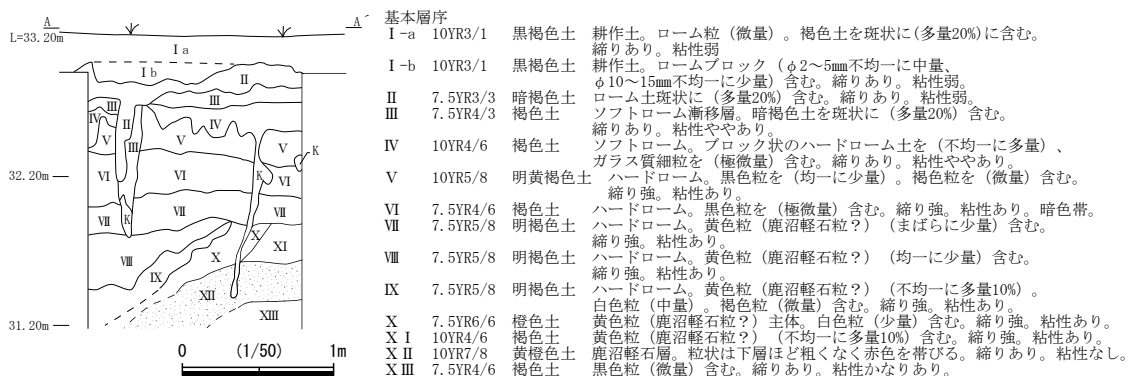 A A′
L=33.20m
Ⅰa
Ⅰb Ⅱ
Ⅲ Ⅲ
Ⅳ Ⅱ Ⅳ
Ⅴ Ⅲ Ⅴ K
32.20m Ⅵ Ⅵ K Ⅵ
Ⅶ K Ⅶ Ⅶ
Ⅷ Ⅹ ⅩⅠ
Ⅸ Ⅹ
ⅩⅡ
31.20m ⅩⅢ
0 (1/50) 1m
基本層序
Ⅰ-a 10YR3/1 黒褐色土 耕作土。ローム粒（微量）。褐色土を斑状に(多量20%)に含む。
締りあり。粘性弱
Ⅰ-b 10YR3/1 黒褐色土 耕作土。ロームブロック（φ2～5㎜不均一に中量、
φ10～15㎜不均一に少量）含む。締りあり。粘性弱。
Ⅱ 7.5YR3/3 暗褐色土 ローム土斑状に（多量20%）含む。締りあり。粘性弱。
Ⅲ 7.5YR4/3 褐色土 ソフトローム漸移層。暗褐色土を斑状に（多量20%）含む。
締りあり。粘性ややあり。
Ⅳ 10YR4/6 褐色土 ソフトローム。ブロック状のハードローム土を（不均一に多量）、
ガラス質細粒を（極微量）含む。締りあり。粘性ややあり。
Ⅴ 10YR5/8 明黄褐色土 ハードローム。黒色粒を（均一に少量）。褐色粒を（微量）含む。
締り強。粘性あり。
Ⅵ 7.5YR4/6 褐色土 ハードローム。黒色粒を（極微量）含む。締り強。粘性あり。暗色帯。
Ⅶ 7.5YR5/8 明褐色土 ハードローム。黄色粒（鹿沼軽石粒？）（まばらに少量）含む。
締り強。粘性あり。
Ⅷ 7.5YR5/8 明褐色土 ハードローム。黄色粒（鹿沼軽石粒？）（均一に少量）含む。
締り強。粘性あり。
Ⅸ 7.5YR5/8 明褐色土 ハードローム。黄色粒（鹿沼軽石粒？）（不均一に多量10%）。
白色粒（中量）。褐色粒（微量）含む。締り強。粘性あり。
Ⅹ 7.5YR6/6 橙色土 黄色粒（鹿沼軽石粒？）主体。白色粒（少量）含む。締り強。粘性あり。
ⅩⅠ 10YR4/6 褐色土 黄色粒（鹿沼軽石粒？）（不均一に多量10%）含む。締り強。粘性あり。
ⅩⅡ 10YR7/8 黄橙色土 鹿沼軽石層。粒状は下層ほど粗くなく赤色を帯びる。締りあり。粘性なし。
ⅩⅢ 7.5YR4/6 褐色土 黒色粒（微量）含む。締りあり。粘性かなりあり。